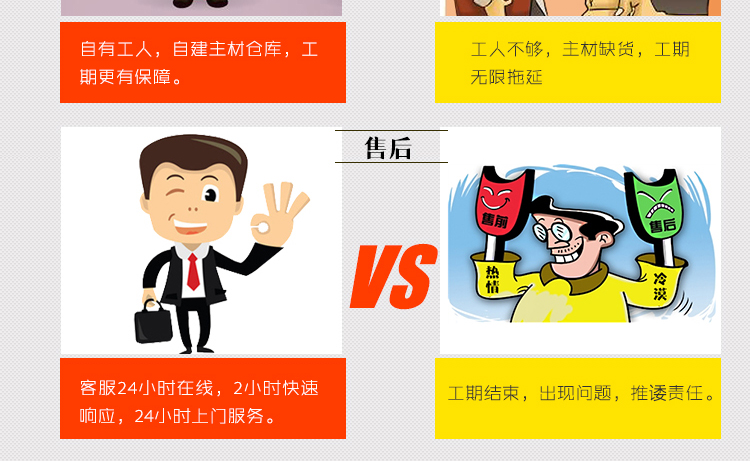 自有工人，自建主材仓库，工
期更有保障。
工人不够，主材缺货，工期
无限拖延
售后
VS
售前
售后
热情
冷漠
客服24小时在线，2小时快速
响应，24小时上门服务。
工期结束，出现问题，推诿责任。